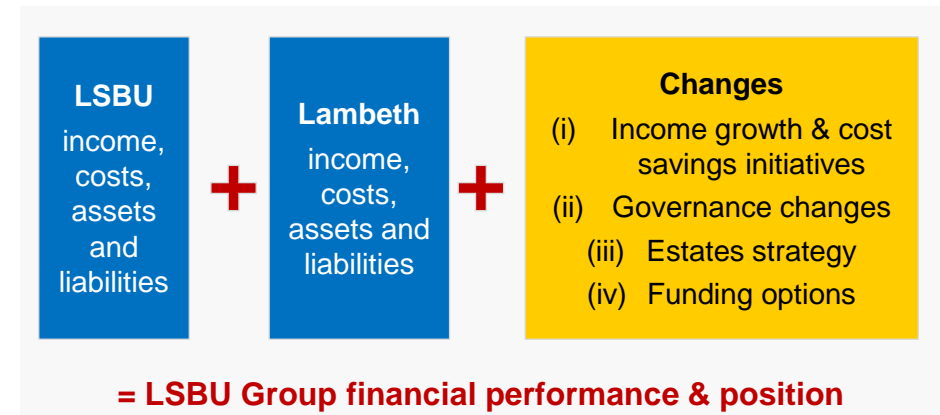 LSBU
income,
costs,
assets
and
liabilities
+
Lambeth
income,
costs,
assets and
liabilities
+
Changes
(i) Income growth & cost
savings initiatives
(ii) Governance changes
(iii) Estates strategy
(iv) Funding options
= LSBU Group financial performance & position